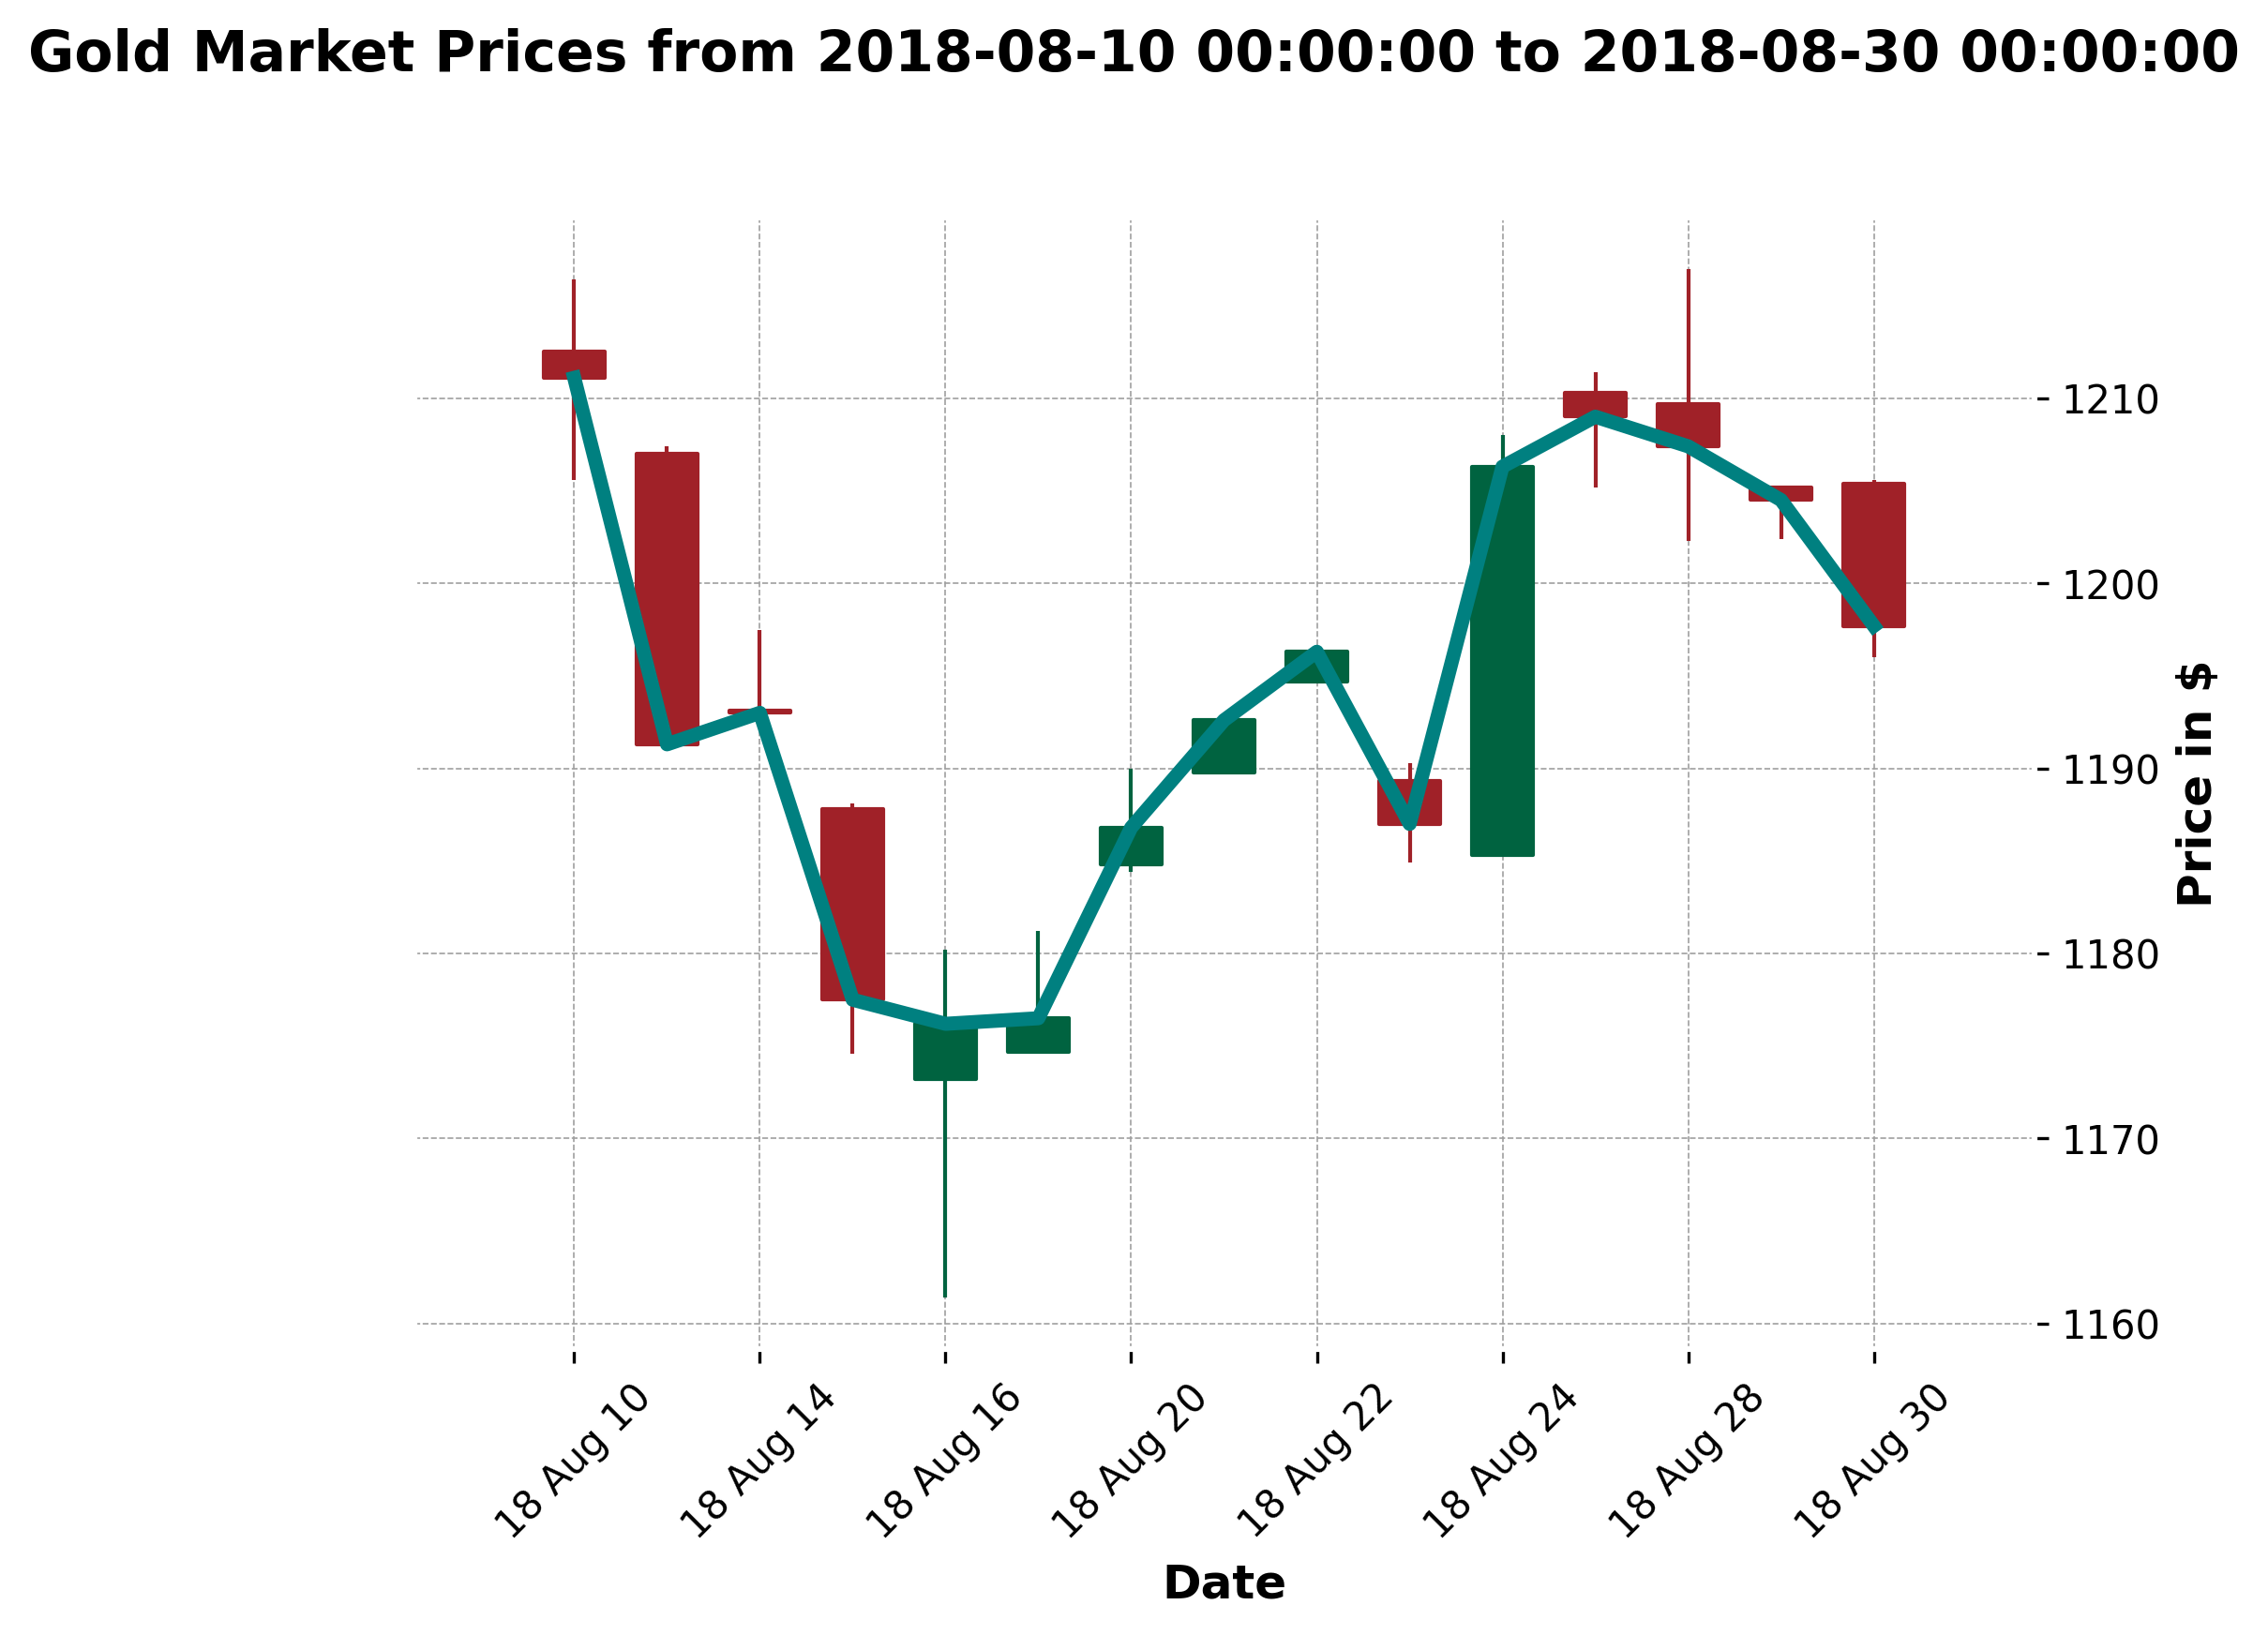 Gold Market Prices from 2018-08-10 00:00:00 to 2018-08-30 00:00:00
1210
1200
1190
1180
1170
1160
Price in $
18 Aug 10
18 Aug 14
18 Aug 16
18 Aug 20
18 Aug 22
18 Aug 24
18 Aug 28
18 Aug 30
Date